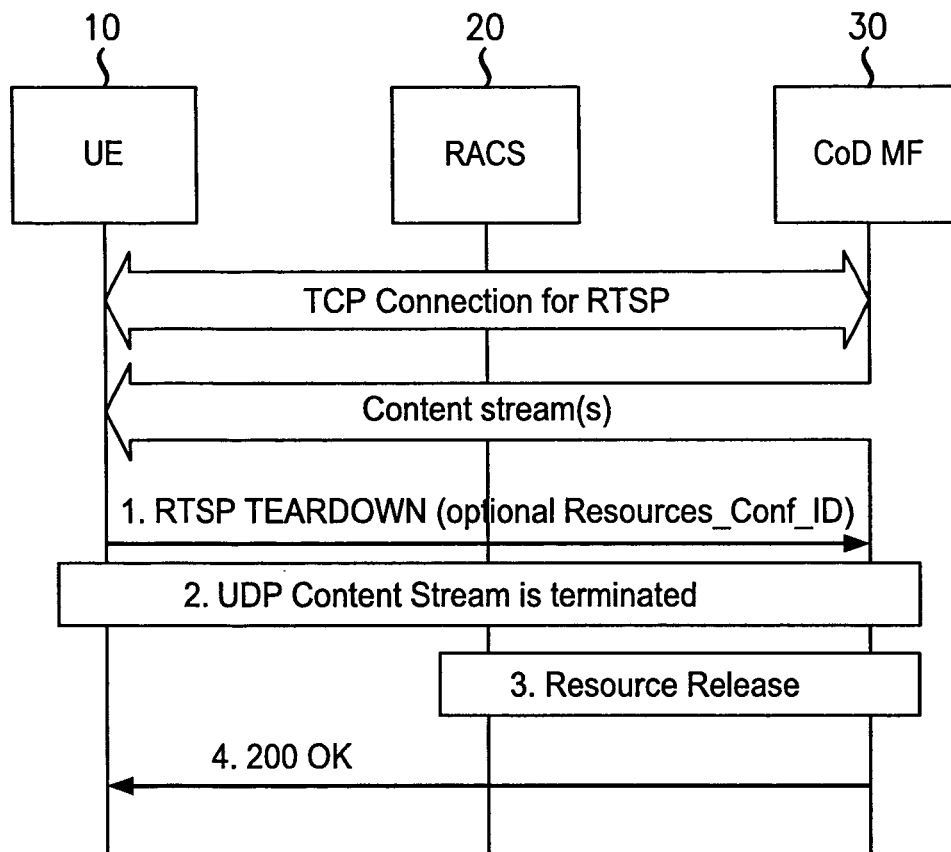 10
20
30
UE
RACS
CoD MF
TCP Connection for RTSP
Content stream(s)
1. RTSP TEARDOWN (optional Resources_Conf_ID)
2. UDP Content Stream is terminated
3. Resource Release
4. 200 OK